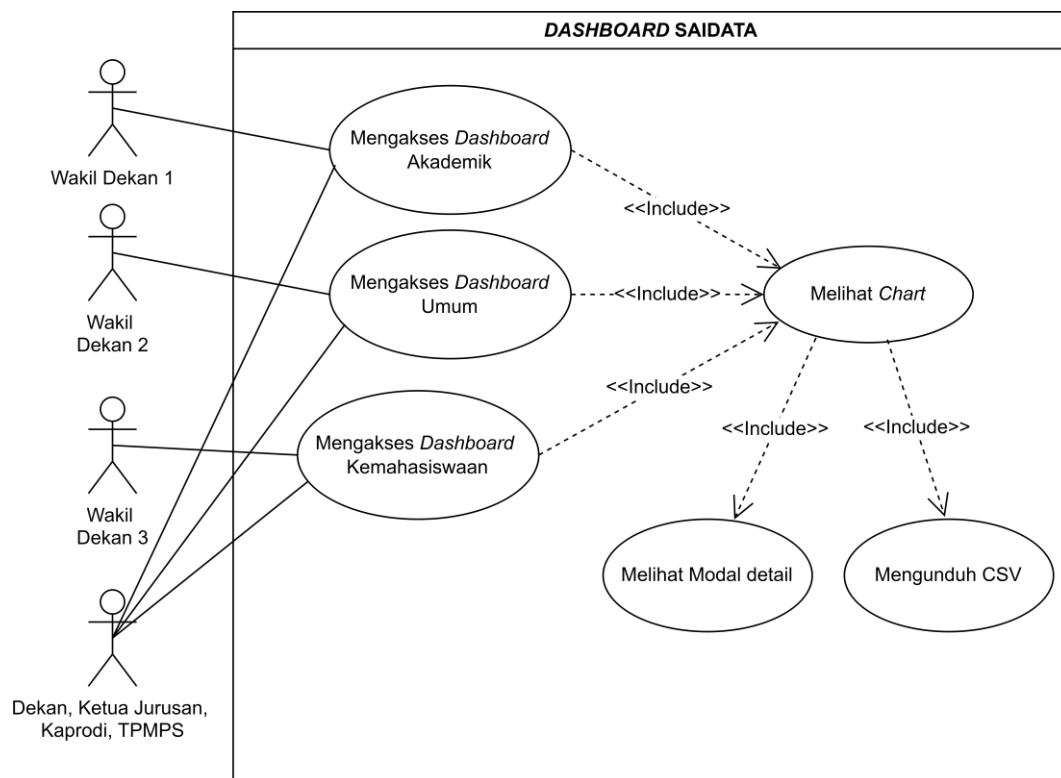 DASHBOARD SAIDATA
Wakil Dekan 1
Mengakses Dashboard
Akademik
<<Include>>
Wakil
Dekan 2
Mengakses Dashboard
Umum
<<Include>>
Melihat Chart
<<Include>>
Wakil
Dekan 3
Mengakses Dashboard
Kemahasiswaan
<<Include>>
<<Include>>
Melihat Modal detail
Mengunduh CSV
Dekan, Ketua Jurusan,
Kaprodi, TPMPS